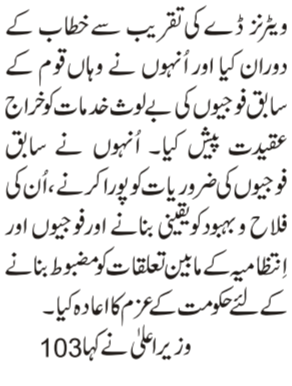 ویٹرنز ڈے کی تقریب سے خطاب کے
دوران کیا اور اُنہوں نے وہاں قوم کے
سابق فوجیوں کی بے لوث خدمات کو خراج
عقیدت پیش کیا۔ اُنہوں نے سابق
فوجیوں کی ضروریات کو پورا کرنے، اُن کی
فلاح و بہبود کو یقینی بنانے اور فوجیوں اور
اِنتظامیہ کے مابین تعلقات کو مضبوط بنانے
کے لئے حکومت کے عزم کا اعادہ کیا۔
وزیر اعلیٰ نے کہا 103